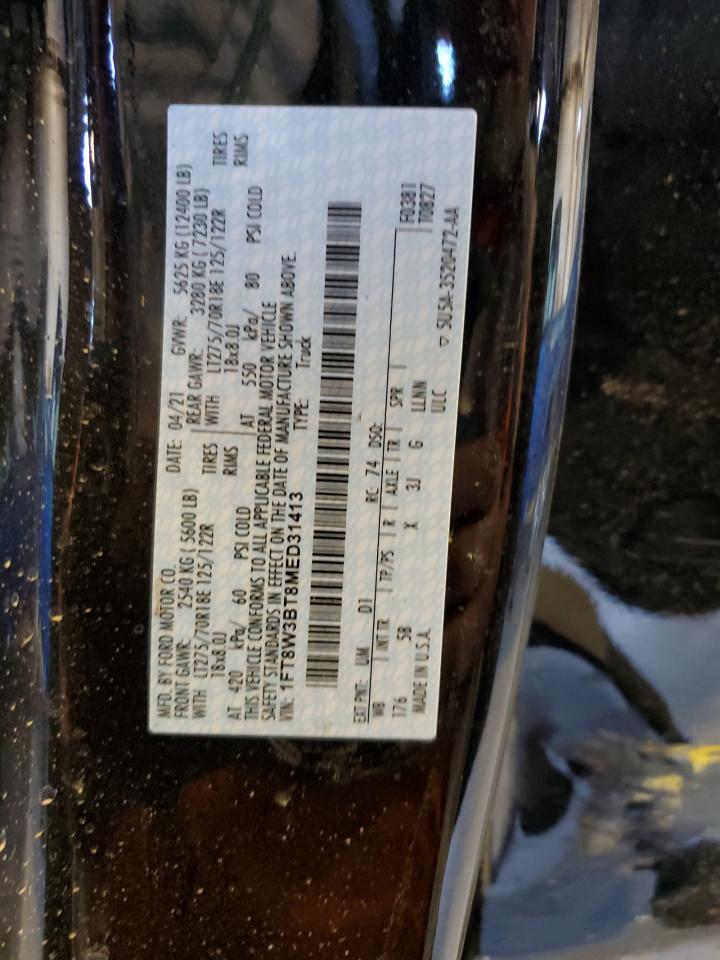 MFD. BY FORD MOTOR CO. DATE: 04/21 GVWR: 5625 KG (12400 LB)
FRONT GAWR: 2540 KG ( 5600 LB) REAR GAWR: 3280 KG ( 7230 LB)
WITH LT275/70R18E 125/122R TIRES WITH LT275/70R18E 125/122R TIRES
18x8.0J RIMS 18x8.0J RIMS
AT 420 kPa/ 60 PSI COLD AT 550 kPa/ 80 PSI COLD
THIS VEHICLE CONFORMS TO ALL APPLICABLE FEDERAL MOTOR VEHICLE
SAFETY STANDARDS IN EFFECT ON THE DATE OF MANUFACTURE SHOWN ABOVE.
VIN: 1FT8W3BT8MED31413 TYPE: Truck
EXT PNT: UM D1 RC: 74 DSO: F0381
WB INT TR TP/PS R AXLE TR SPR T0827
176 5B X 3J G LLNN
MADE IN U.S.A. ULC ▽ 5U5A-3520472-AA